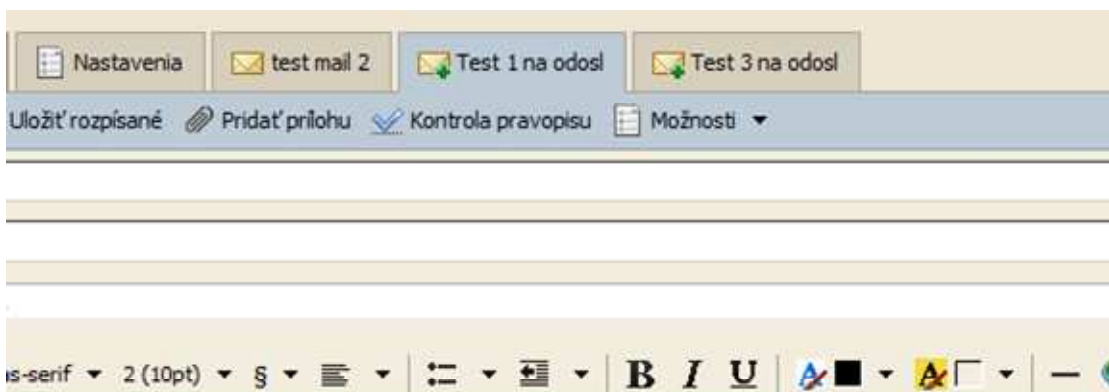 Nastavenia test mail 2 Test 1 na odosl Test 3 na odosl
Uložiť rozpísané Pridať prílohu Kontrola pravopisu Možnosti
s-serif 2 (10pt) § B I U A A